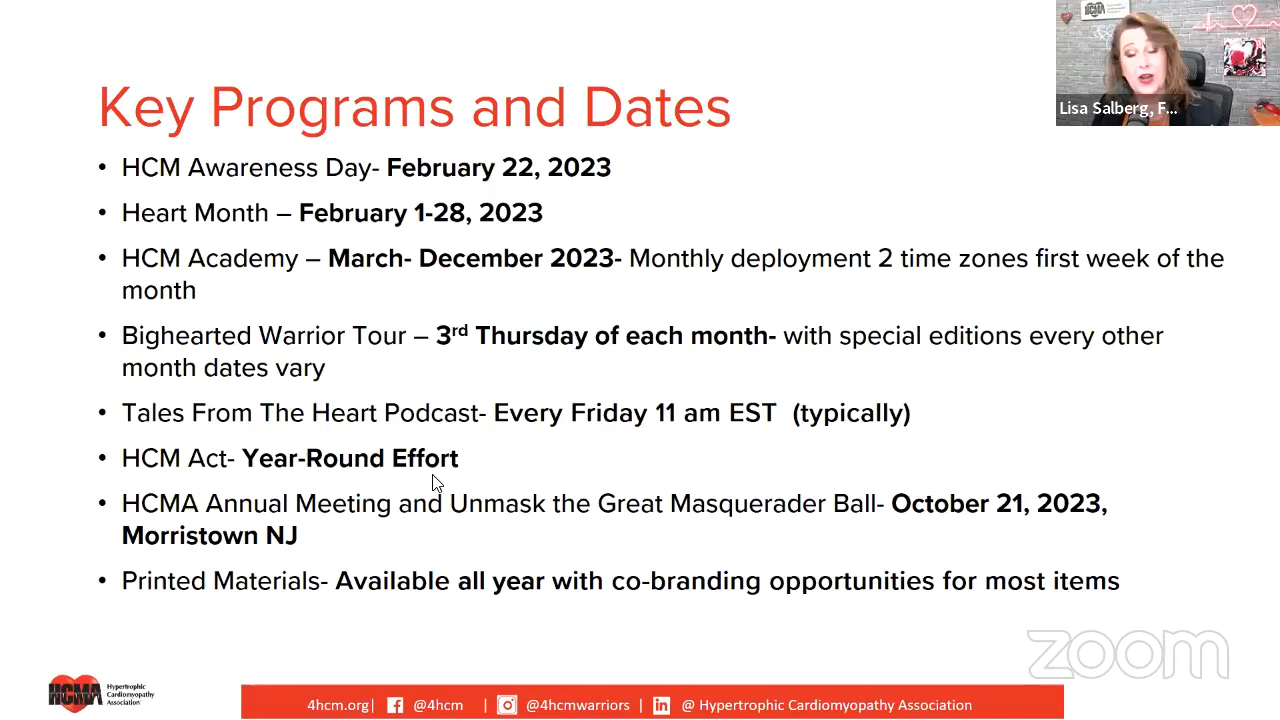 HCMA
Lisa Salberg, F...
Key Programs and Dates
• HCM Awareness Day- February 22, 2023
• Heart Month – February 1-28, 2023
• HCM Academy – March- December 2023- Monthly deployment 2 time zones first week of the
month
• Bighearted Warrior Tour – 3rd Thursday of each month- with special editions every other
month dates vary
• Tales From The Heart Podcast- Every Friday 11 am EST (typically)
• HCM Act- Year-Round Effort
• HCMA Annual Meeting and Unmask the Great Masquerader Ball- October 21, 2023,
Morristown NJ
• Printed Materials- Available all year with co-branding opportunities for most items
zoom
HCMA
Hypertrophic
Cardiomyopathy
Association
4hcm.org| @4hcm | @4hcmwarriors | @ Hypertrophic Cardiomyopathy Association